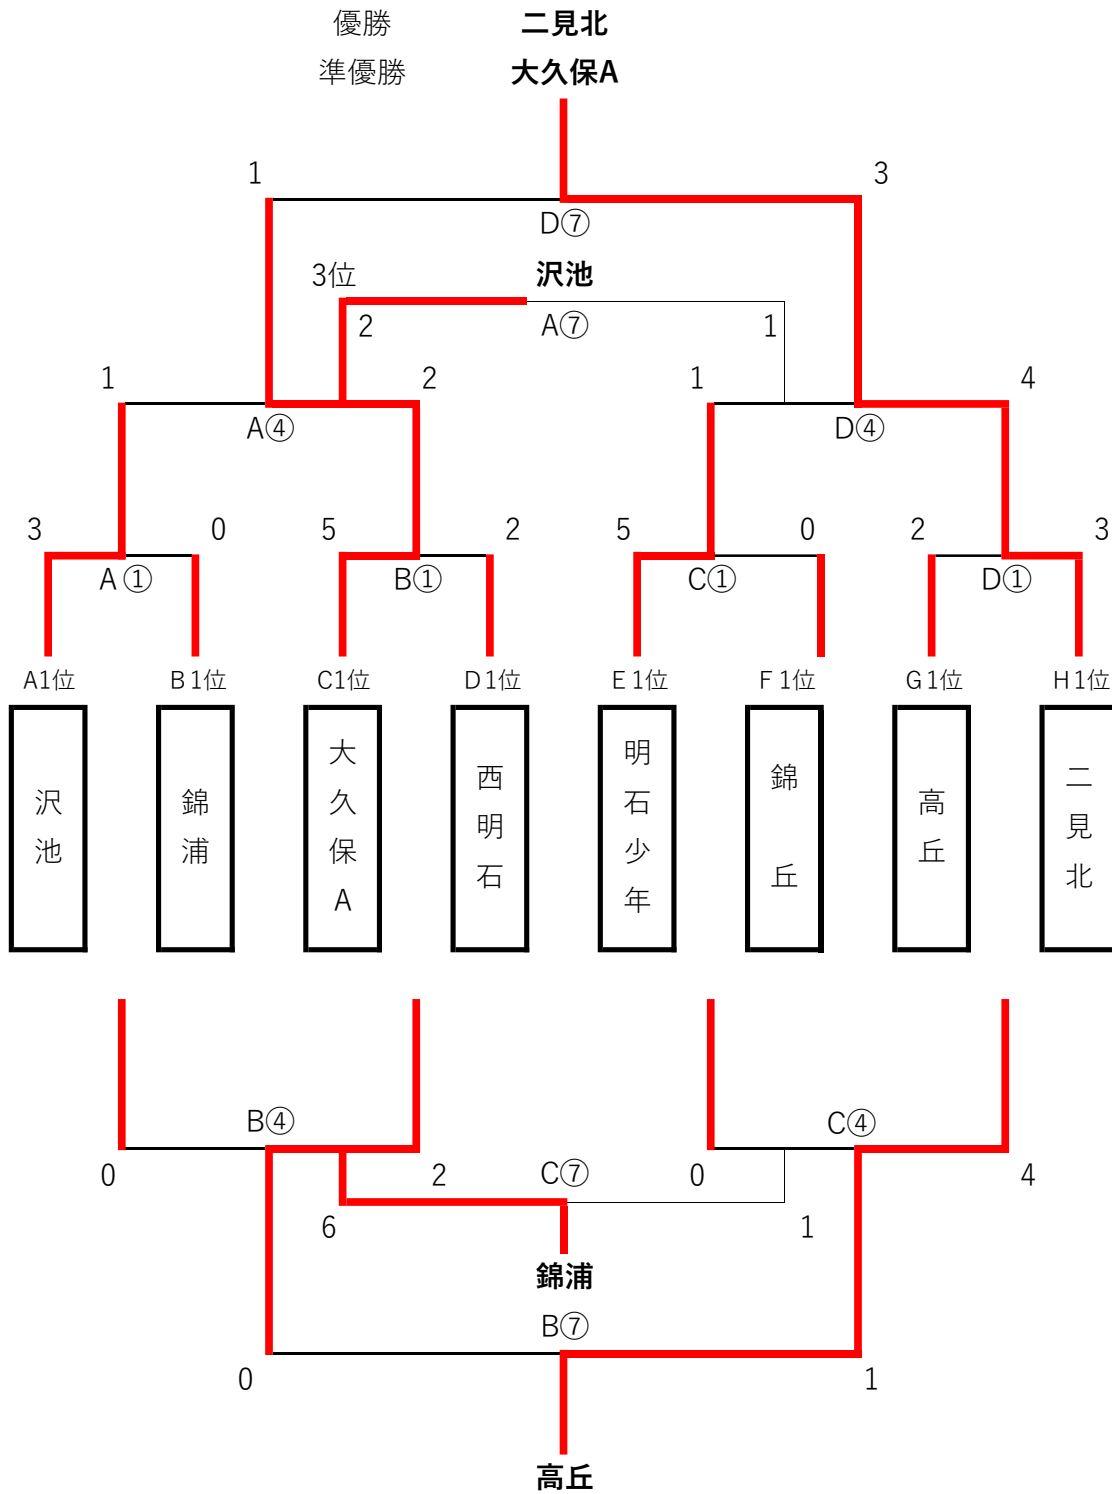 優勝 二見北
準優勝 大久保A
1 3
D⑦
3位 沢池
2 A⑦ 1
1 2 1 4
A④ D④
3 0 5 2 5 0 2 3
A① B① C① D①
A1位 B1位 C1位 D1位 E1位 F1位 G1位 H1位
沢池
錦浦
大久保A
西明石
明石少年
錦丘
高丘
二見北
B④ C④
0 2 C⑦ 0 4
6 1
錦浦
B⑦
0 1
高丘